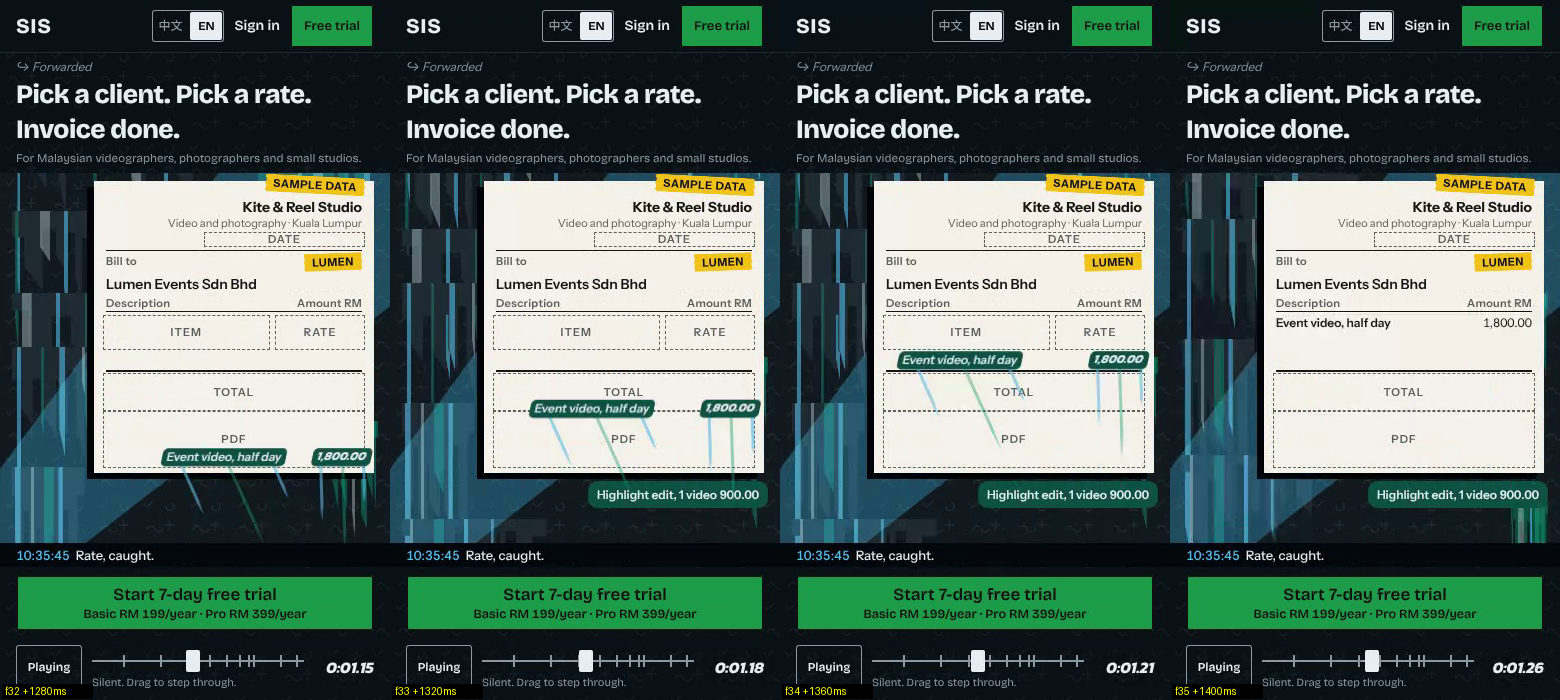 SIS 中文 EN Sign in Free trial
↪ Forwarded
Pick a client. Pick a rate.
Invoice done.
For Malaysian videographers, photographers and small studios.
SAMPLE DATA
Kite & Reel Studio
Video and photography · Kuala Lumpur
DATE
Bill to LUMEN
Lumen Events Sdn Bhd
Description Amount RM
ITEM RATE
TOTAL
PDF
Event video, half day 1,800.00
10:35:45 Rate, caught.
Start 7-day free trial
Basic RM 199/year · Pro RM 399/year
Playing 0:01.15
Silent. Drag to step through.
f32 +1280ms
SIS 中文 EN Sign in Free trial
↪ Forwarded
Pick a client. Pick a rate.
Invoice done.
For Malaysian videographers, photographers and small studios.
SAMPLE DATA
Kite & Reel Studio
Video and photography · Kuala Lumpur
DATE
Bill to LUMEN
Lumen Events Sdn Bhd
Description Amount RM
ITEM RATE
TOTAL
Event video, half day 1,800.00
PDF
Highlight edit, 1 video 900.00
10:35:45 Rate, caught.
Start 7-day free trial
Basic RM 199/year · Pro RM 399/year
Playing 0:01.18
Silent. Drag to step through.
f33 +1320ms
SIS 中文 EN Sign in Free trial
↪ Forwarded
Pick a client. Pick a rate.
Invoice done.
For Malaysian videographers, photographers and small studios.
SAMPLE DATA
Kite & Reel Studio
Video and photography · Kuala Lumpur
DATE
Bill to LUMEN
Lumen Events Sdn Bhd
Description Amount RM
ITEM RATE
Event video, half day 1,800.00
TOTAL
PDF
Highlight edit, 1 video 900.00
10:35:45 Rate, caught.
Start 7-day free trial
Basic RM 199/year · Pro RM 399/year
Playing 0:01.21
Silent. Drag to step through.
f34 +1360ms
SIS 中文 EN Sign in Free trial
↪ Forwarded
Pick a client. Pick a rate.
Invoice done.
For Malaysian videographers, photographers and small studios.
SAMPLE DATA
Kite & Reel Studio
Video and photography · Kuala Lumpur
DATE
Bill to LUMEN
Lumen Events Sdn Bhd
Description Amount RM
Event video, half day 1,800.00
TOTAL
PDF
Highlight edit, 1 video 900.00
10:35:45 Rate, caught.
Start 7-day free trial
Basic RM 199/year · Pro RM 399/year
Playing 0:01.26
Silent. Drag to step through.
f35 +1400ms